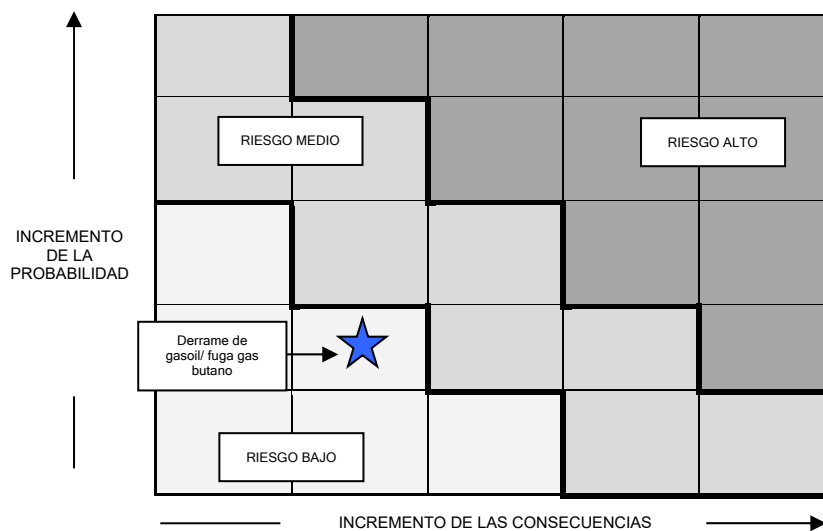 RIESGO MEDIO
RIESGO ALTO
INCREMENTO
DE LA
PROBABILIDAD
Derrame de
gasoil/ fuga gas
butano
RIESGO BAJO
INCREMENTO DE LAS CONSECUENCIAS